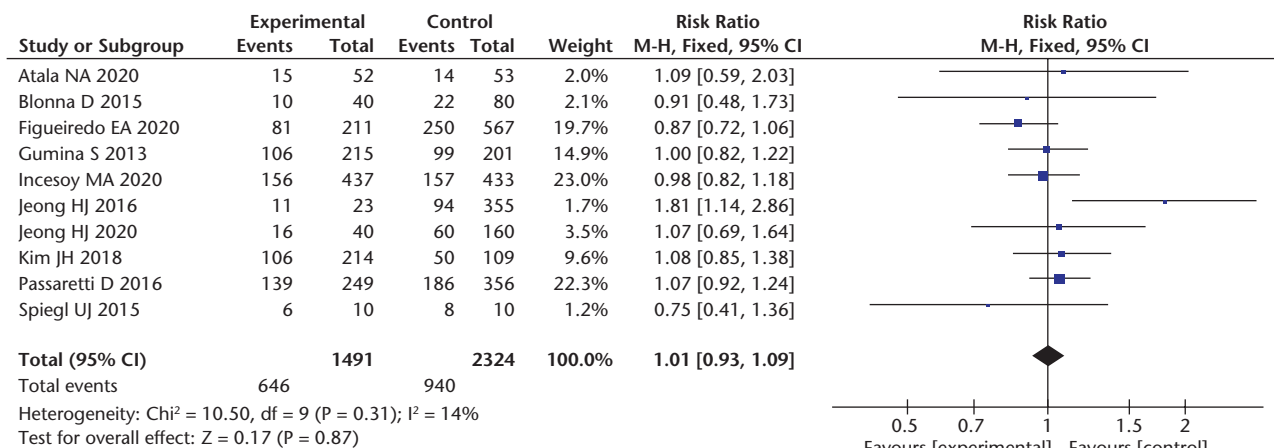 Experimental Control Risk Ratio Risk Ratio
Study or Subgroup Events Total Events Total Weight M-H, Fixed, 95% CI M-H, Fixed, 95% CI
Atala NA 2020 15 52 14 53 2.0% 1.09 [0.59, 2.03]
Blonna D 2015 10 40 22 80 2.1% 0.91 [0.48, 1.73]
Figueiredo EA 2020 81 211 250 567 19.7% 0.87 [0.72, 1.06]
Gumina S 2013 106 215 99 201 14.9% 1.00 [0.82, 1.22]
Incesoy MA 2020 156 437 157 433 23.0% 0.98 [0.82, 1.18]
Jeong HJ 2016 11 23 94 355 1.7% 1.81 [1.14, 2.86]
Jeong HJ 2020 16 40 60 160 3.5% 1.07 [0.69, 1.64]
Kim JH 2018 106 214 50 109 9.6% 1.08 [0.85, 1.38]
Passaretti D 2016 139 249 186 356 22.3% 1.07 [0.92, 1.24]
Spiegl UJ 2015 6 10 8 10 1.2% 0.75 [0.41, 1.36]
Total (95% CI) 1491 2324 100.0% 1.01 [0.93, 1.09]
Total events 646 940
Heterogeneity: Chi² = 10.50, df = 9 (P = 0.31); I² = 14%
0.5 0.7 1 1.5 2
Test for overall effect: Z = 0.17 (P = 0.87)
Favours [experimental] Favours [control]